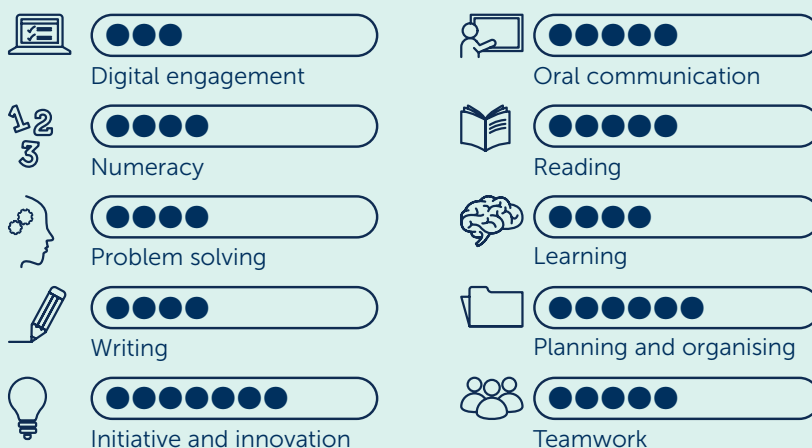 Digital engagement
Oral communication
1 2
3
Numeracy
Reading
Problem solving
Learning
Writing
Planning and organising
Initiative and innovation
Teamwork